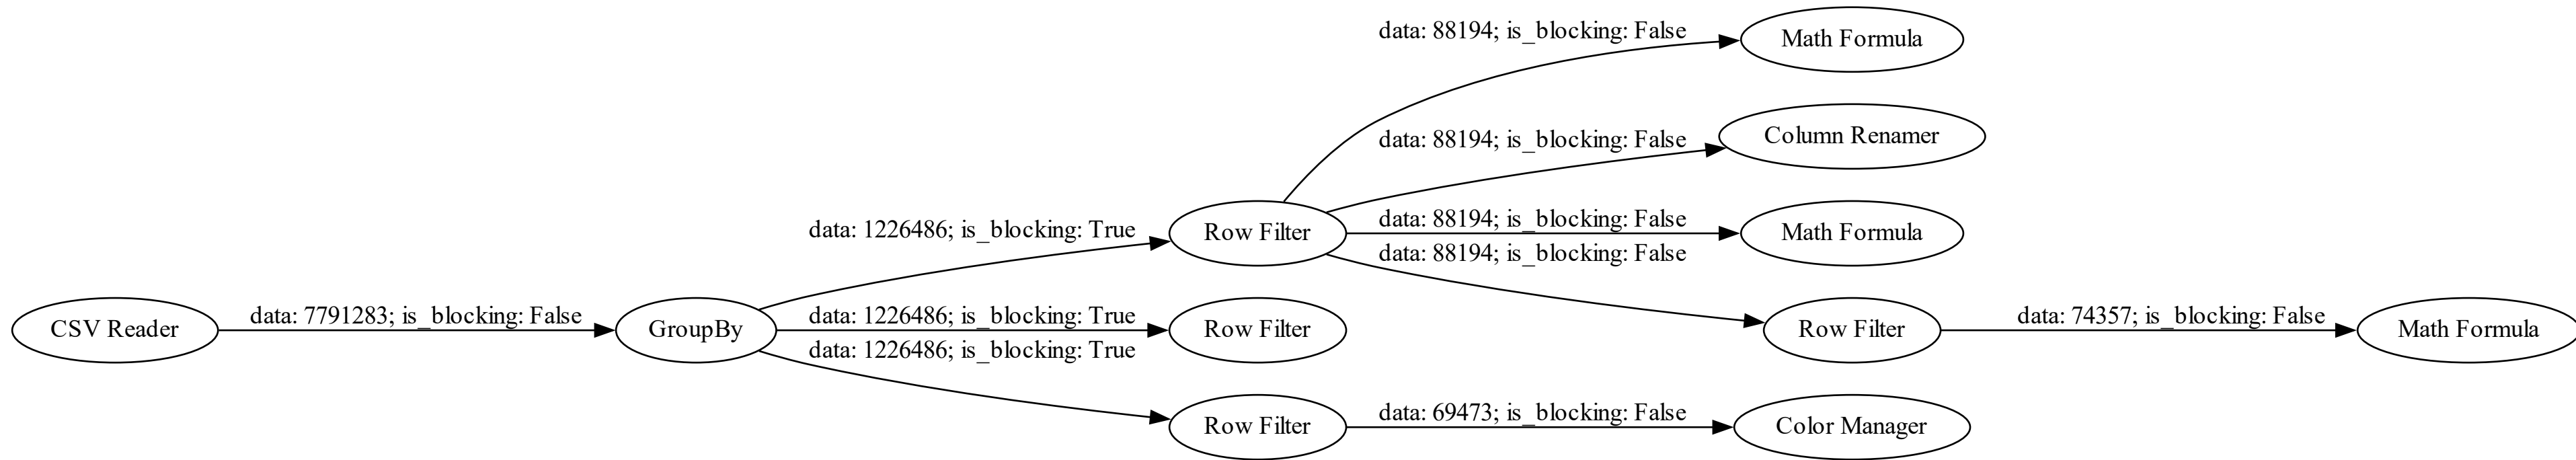 data: 88194; is_blocking: False
Math Formula
data: 88194; is_blocking: False
Column Renamer
data: 1226486; is_blocking: True
Row Filter
data: 88194; is_blocking: False
Math Formula
data: 88194; is_blocking: False
CSV Reader
data: 7791283; is_blocking: False
GroupBy
data: 1226486; is_blocking: True
Row Filter
Row Filter
data: 74357; is_blocking: False
Math Formula
data: 1226486; is_blocking: True
Row Filter
data: 69473; is_blocking: False
Color Manager